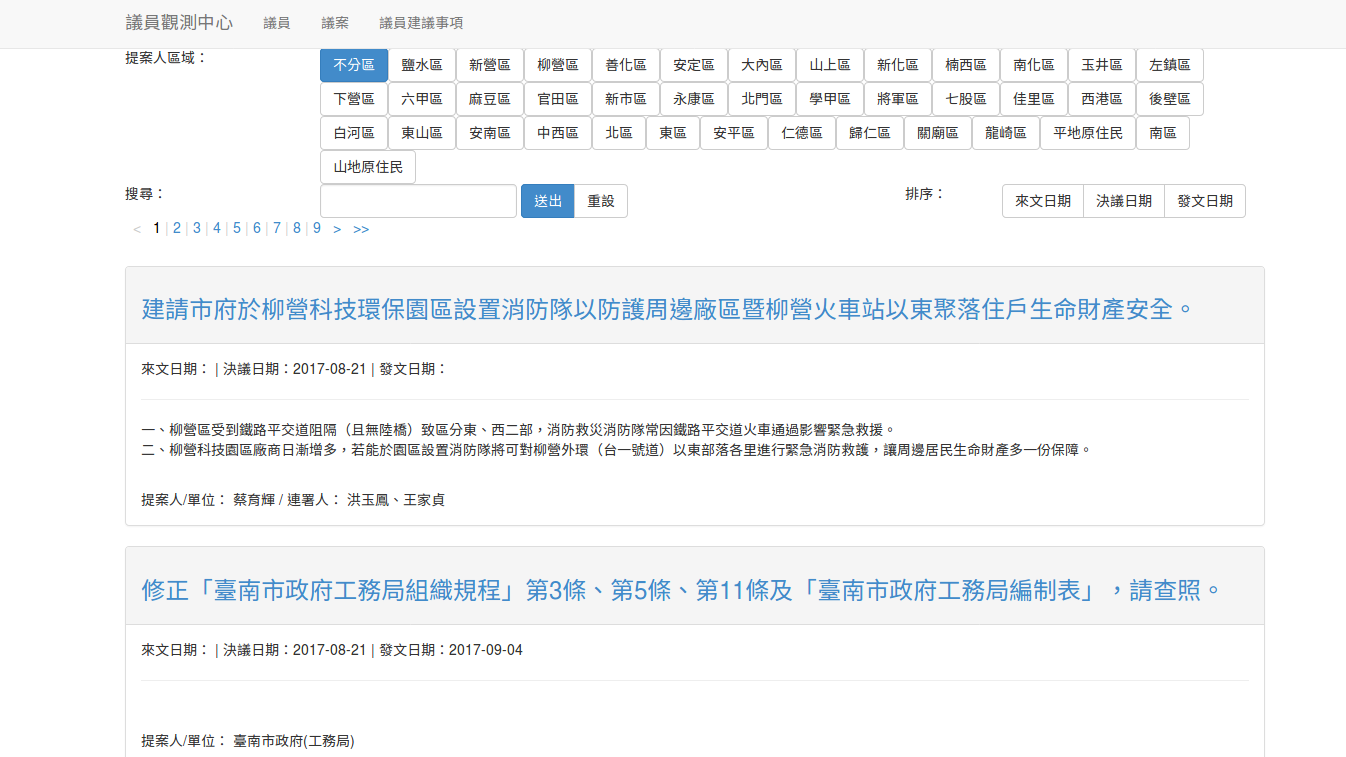 議員觀測中心 議員 議案 議員建議事項
提案人區域： 不分區 鹽水區 新營區 柳營區 善化區 安定區 大內區 山上區 新化區 楠西區 南化區 玉井區 左鎮區
下營區 六甲區 麻豆區 官田區 新市區 永康區 北門區 學甲區 將軍區 七股區 佳里區 西港區 後壁區
白河區 東山區 安南區 中西區 北區 東區 安平區 仁德區 歸仁區 關廟區 龍崎區 平地原住民 南區
山地原住民
搜尋： 送出 重設 排序： 來文日期 決議日期 發文日期
< 1 | 2 | 3 | 4 | 5 | 6 | 7 | 8 | 9 > >>
建請市府於柳營科技環保園區設置消防隊以防護周邊廠區暨柳營火車站以東聚落住戶生命財產安全。
來文日期： | 決議日期：2017-08-21 | 發文日期：
一、柳營區受到鐵路平交道阻隔（且無陸橋）致區分東、西二部，消防救災消防隊常因鐵路平交道火車通過影響緊急救援。
二、柳營科技園區廠商日漸增多，若能於園區設置消防隊將可對柳營外環（台一號道）以東部落各里進行緊急消防救護，讓周邊居民生命財產多一份保障。
提案人/單位： 蔡育輝 / 連署人： 洪玉鳳、王家貞
修正「臺南市政府工務局組織規程」第3條、第5條、第11條及「臺南市政府工務局編制表」，請查照。
來文日期： | 決議日期：2017-08-21 | 發文日期：2017-09-04
提案人/單位： 臺南市政府(工務局)